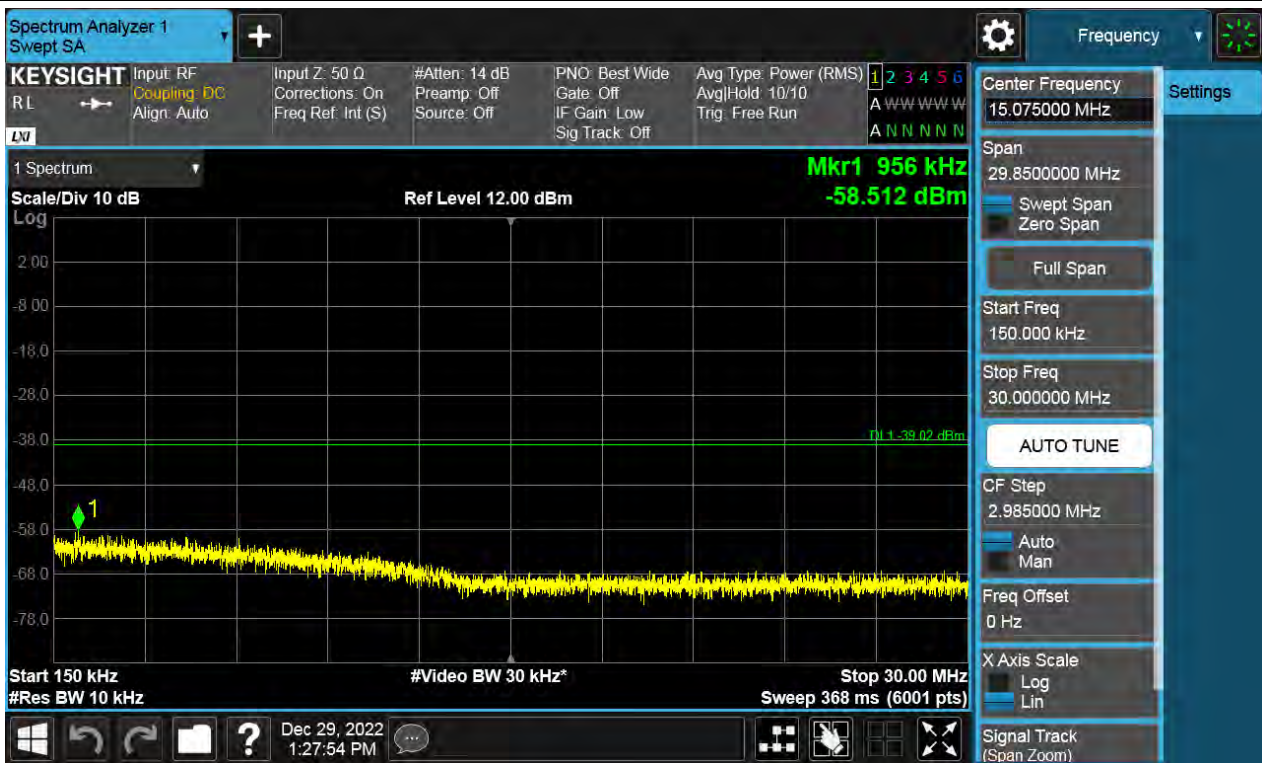 Spectrum Analyzer 1
Swept SA
+
Frequency
KEYSIGHT
RL
LXI
Input: RF
Coupling: DC
Align: Auto
Input Z: 50 Ω
Corrections: On
Freq Ref: Int (S)
#Atten: 14 dB
Preamp: Off
Source: Off
PNO: Best Wide
Gate: Off
IF Gain: Low
Sig Track: Off
Avg Type: Power (RMS)
Avg|Hold: 10/10
Trig: Free Run
1 2 3 4 5 6
A W W W W W
A N N N N N
1 Spectrum
Mkr1 956 kHz
-58.512 dBm
Scale/Div 10 dB
Ref Level 12.00 dBm
Log
2.00
-8.00
-18.0
-28.0
-38.0
DL1 -39.02 dBm
-48.0
1
-58.0
-68.0
-78.0
Start 150 kHz
#Video BW 30 kHz*
Stop 30.00 MHz
#Res BW 10 kHz
Sweep 368 ms (6001 pts)
?
Dec 29, 2022
1:27:54 PM
Center Frequency
15.075000 MHz
Settings
Span
29.8500000 MHz
Swept Span
Zero Span
Full Span
Start Freq
150.000 kHz
Stop Freq
30.000000 MHz
AUTO TUNE
CF Step
2.985000 MHz
Auto
Man
Freq Offset
0 Hz
X Axis Scale
Log
Lin
Signal Track
(Span Zoom)